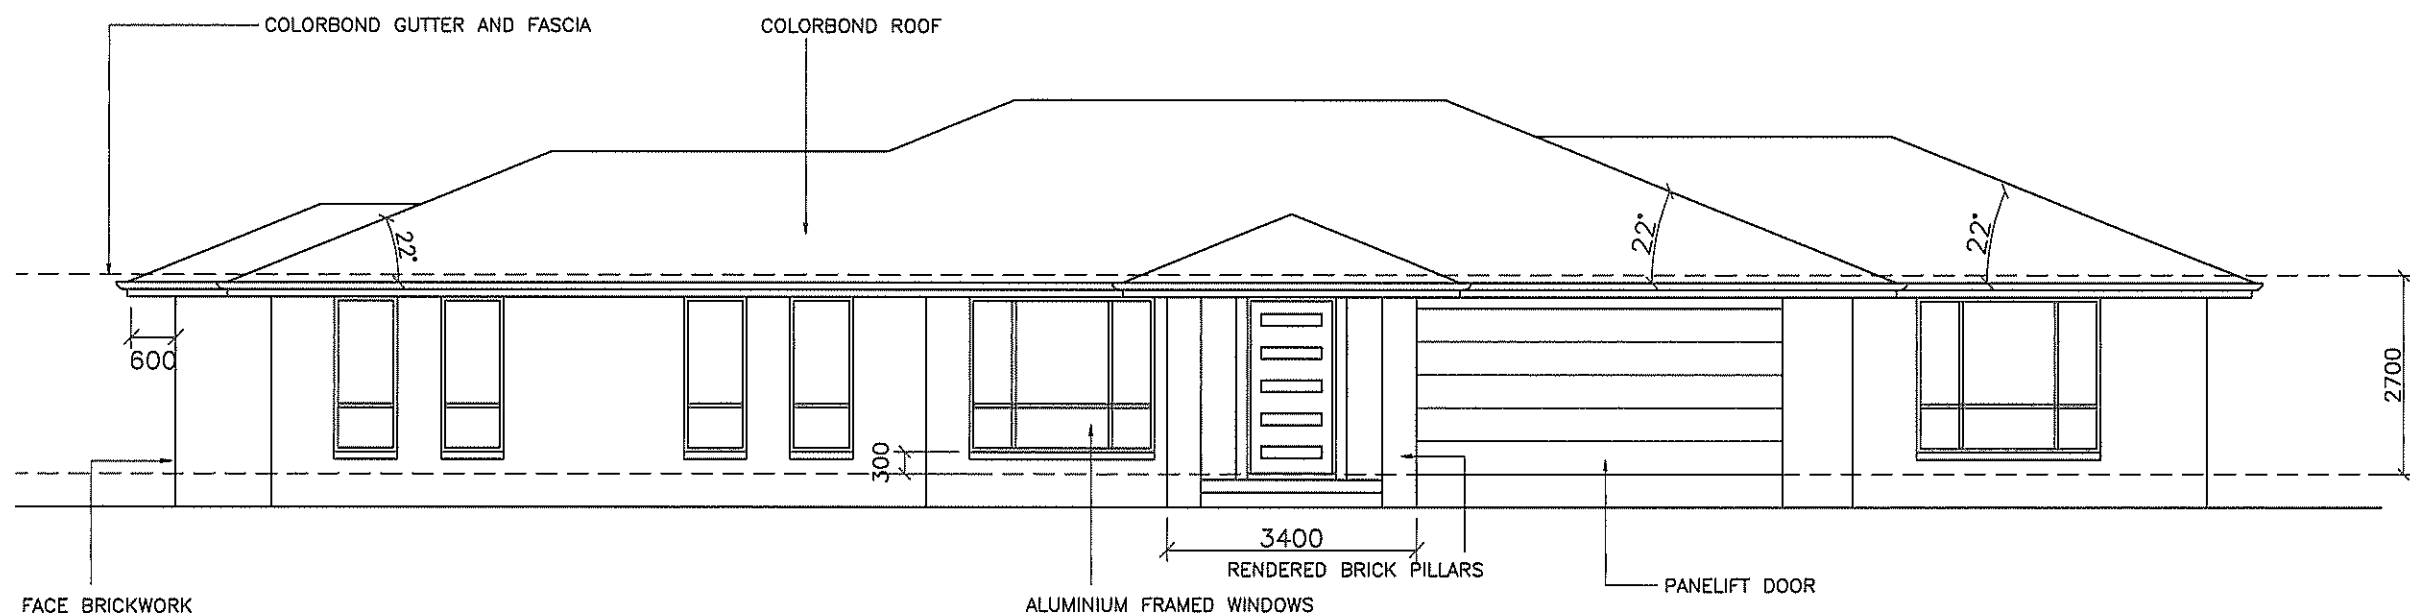 COLORBOND GUTTER AND FASCIA
COLORBOND ROOF
22°
22°
22°
600
300
2700
3400
RENDERED BRICK PILLARS
PANELIFT DOOR
FACE BRICKWORK
ALUMINIUM FRAMED WINDOWS